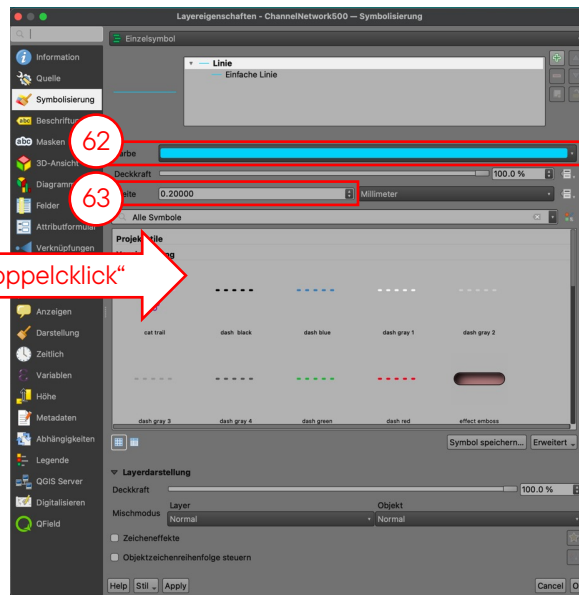 Layereigenschaften - ChannelNetwork500 — Symbolisierung
Einzelsymbol
Information
Quelle
Symbolisierung
abc Beschriftu
abc Masken
3D-Ansicht
Diagramm
Felder
Attributformular
Verknüpfungen
Anzeigen
Darstellung
Zeitlich
Variablen
Höhe
Metadaten
Abhängigkeiten
Legende
QGIS Server
Digitalisieren
QField
Linie
Einfache Linie
62
arbe
Deckkraft
100.0 %
63
eite 0.20000 Millimeter
Alle Symbole
Projektstile
oppelcklick“
cat trail
dash black
dash blue
dash gray 1
dash gray 2
dash gray 3
dash gray 4
dash green
dash red
effect emboss
Symbol speichern... Erweitert
Layerdarstellung
Deckkraft
100.0 %
Mischmodus
Layer
Normal
Objekt
Normal
Zeicheneffekte
Objektzeichenreihenfolge steuern
Help Stil Apply Cancel O